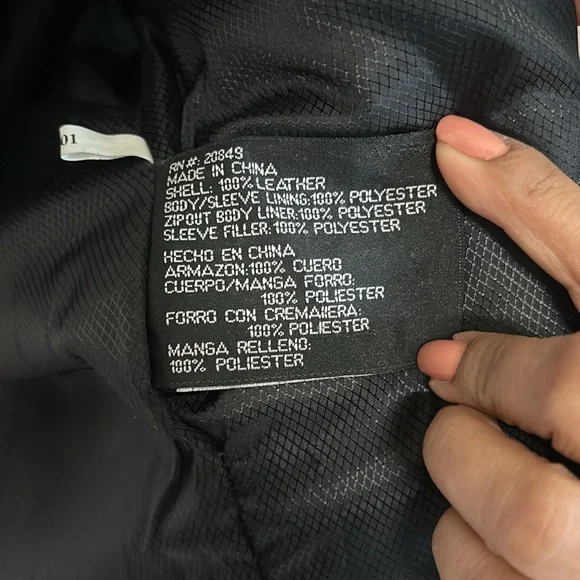 01
RN#: 20849
MADE IN CHINA
SHELL: 100% LEATHER
BODY/SLEEVE LINING:100% POLYESTER
ZIPOUT BODY LINER:100% POLYESTER
SLEEVE FILLER: 100% POLYESTER
HECHO EN CHINA
ARMAZON:100% CUERO
CUERPO/MANGA FORRO:
100% POLIESTER
FORRO CON CREMALLERA:
100% POLIESTER
MANGA RELLENO:
100% POLIESTER